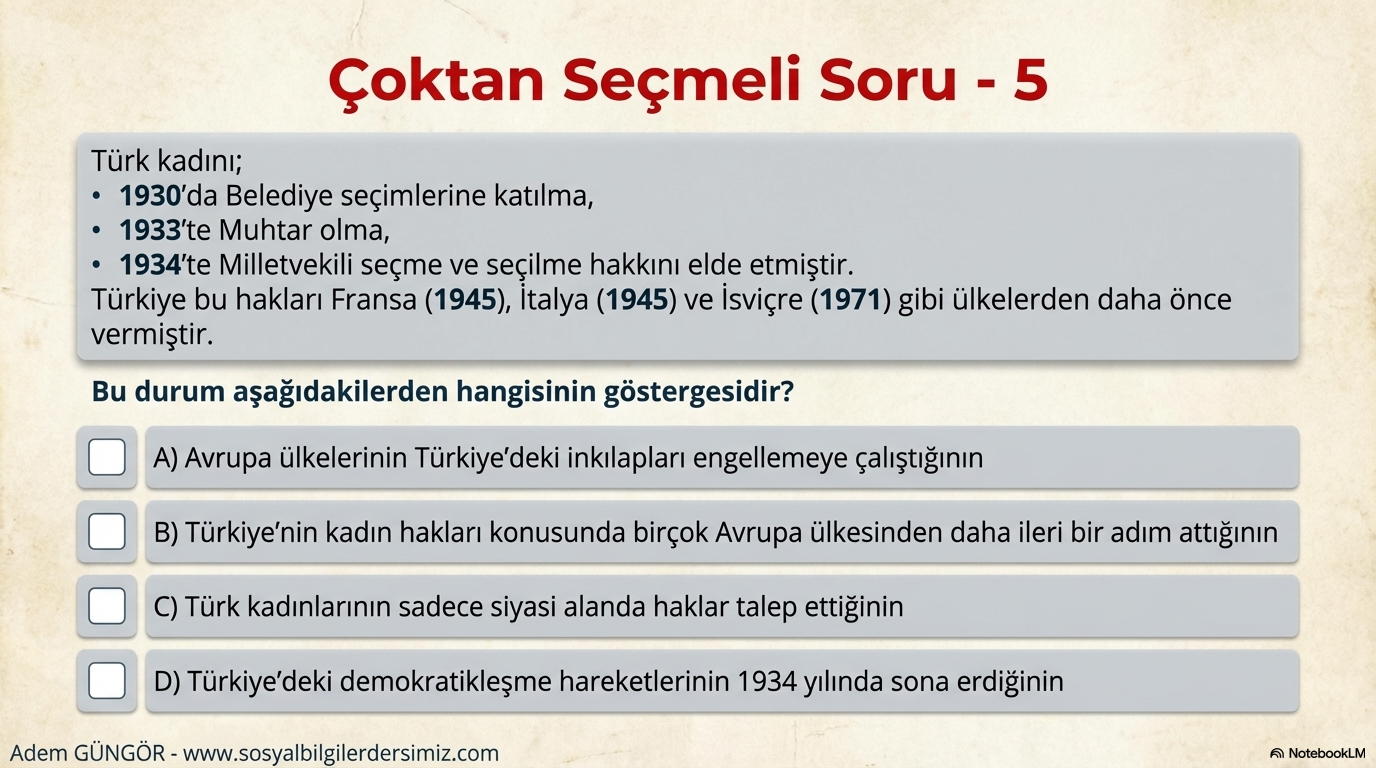 Çoktan Seçmeli Soru - 5
Türk kadını;
• 1930’da Belediye seçimlerine katılma,
• 1933’te Muhtar olma,
• 1934’te Milletvekili seçme ve seçilme hakkını elde etmiştir.
Türkiye bu hakları Fransa (1945), İtalya (1945) ve İsviçre (1971) gibi ülkelerden daha önce
vermiştir.
Bu durum aşağıdakilerden hangisinin göstergesidir?
A) Avrupa ülkelerinin Türkiye’deki inkılapları engellemeye çalıştığının
B) Türkiye’nin kadın hakları konusunda birçok Avrupa ülkesinden daha ileri bir adım attığının
C) Türk kadınlarının sadece siyasi alanda haklar talep ettiğinin
D) Türkiye’deki demokratikleşme hareketlerinin 1934 yılında sona erdiğinin
Adem GÜNGÖR - www.sosyalbilgilerdersimiz.com
NotebookLM